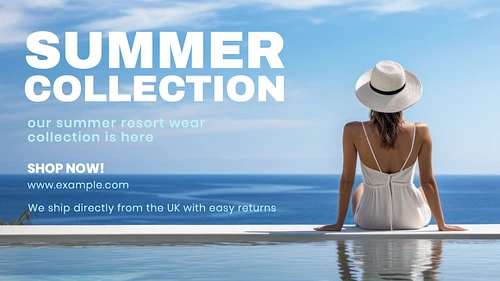 SUMMER
COLLECTION
our summer resort wear
collection is here
SHOP NOW!
www.example.com
We ship directly from the UK with easy returns